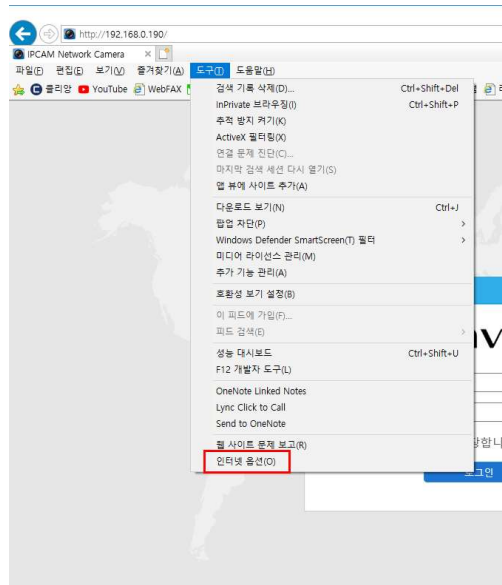 http://192.168.0.190/
IPCAM Network Camera
파일(F) 편집(E) 보기(V) 즐겨찾기(A) 도구(T) 도움말(H)
클리앙 YouTube WebFAX
검색 기록 삭제(D)... Ctrl+Shift+Del
InPrivate 브라우징(I) Ctrl+Shift+P
추적 방지 켜기(K)
ActiveX 필터링(X)
연결 문제 진단(C)...
마지막 검색 세션 다시 열기(S)
앱 뷰에 사이트 추가(A)
다운로드 보기(N) Ctrl+J
팝업 차단(P)
Windows Defender SmartScreen(T) 필터
미디어 라이선스 관리(M)
추가 기능 관리(A)
호환성 보기 설정(B)
이 피드에 가입(F)...
피드 검색(E)
성능 대시보드 Ctrl+Shift+U
F12 개발자 도구(L)
OneNote Linked Notes
Lync Click to Call
Send to OneNote
웹 사이트 문제 보고(R)
인터넷 옵션(O)
로그인